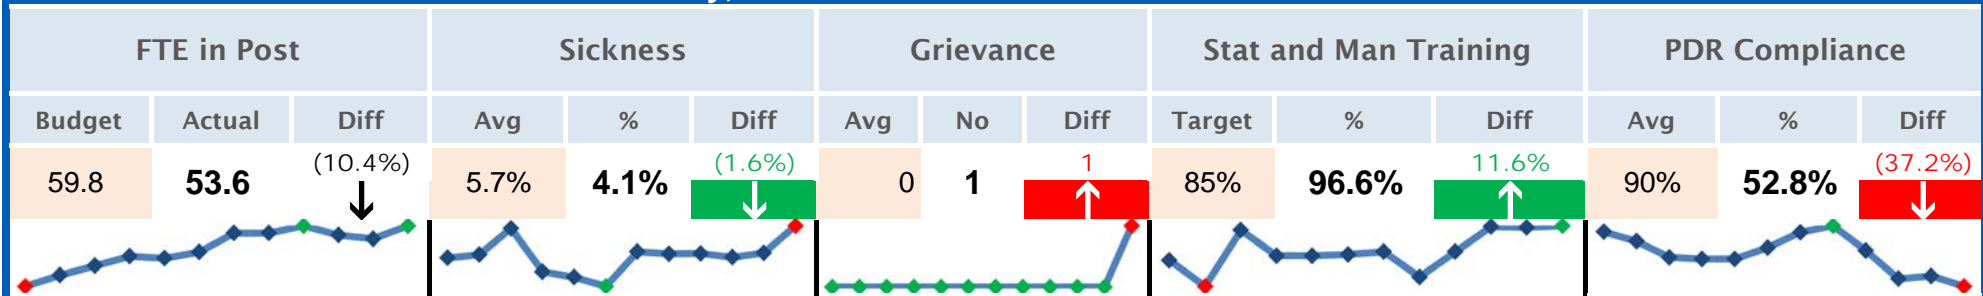 FTE in Post Sickness Grievance Stat and Man Training PDR Compliance
Budget Actual Diff Avg % Diff Avg No Diff Target % Diff Avg % Diff
59.8 53.6 (10.4%) 5.7% 4.1% (1.6%) 0 1 1 85% 96.6% 11.6% 90% 52.8% (37.2%)